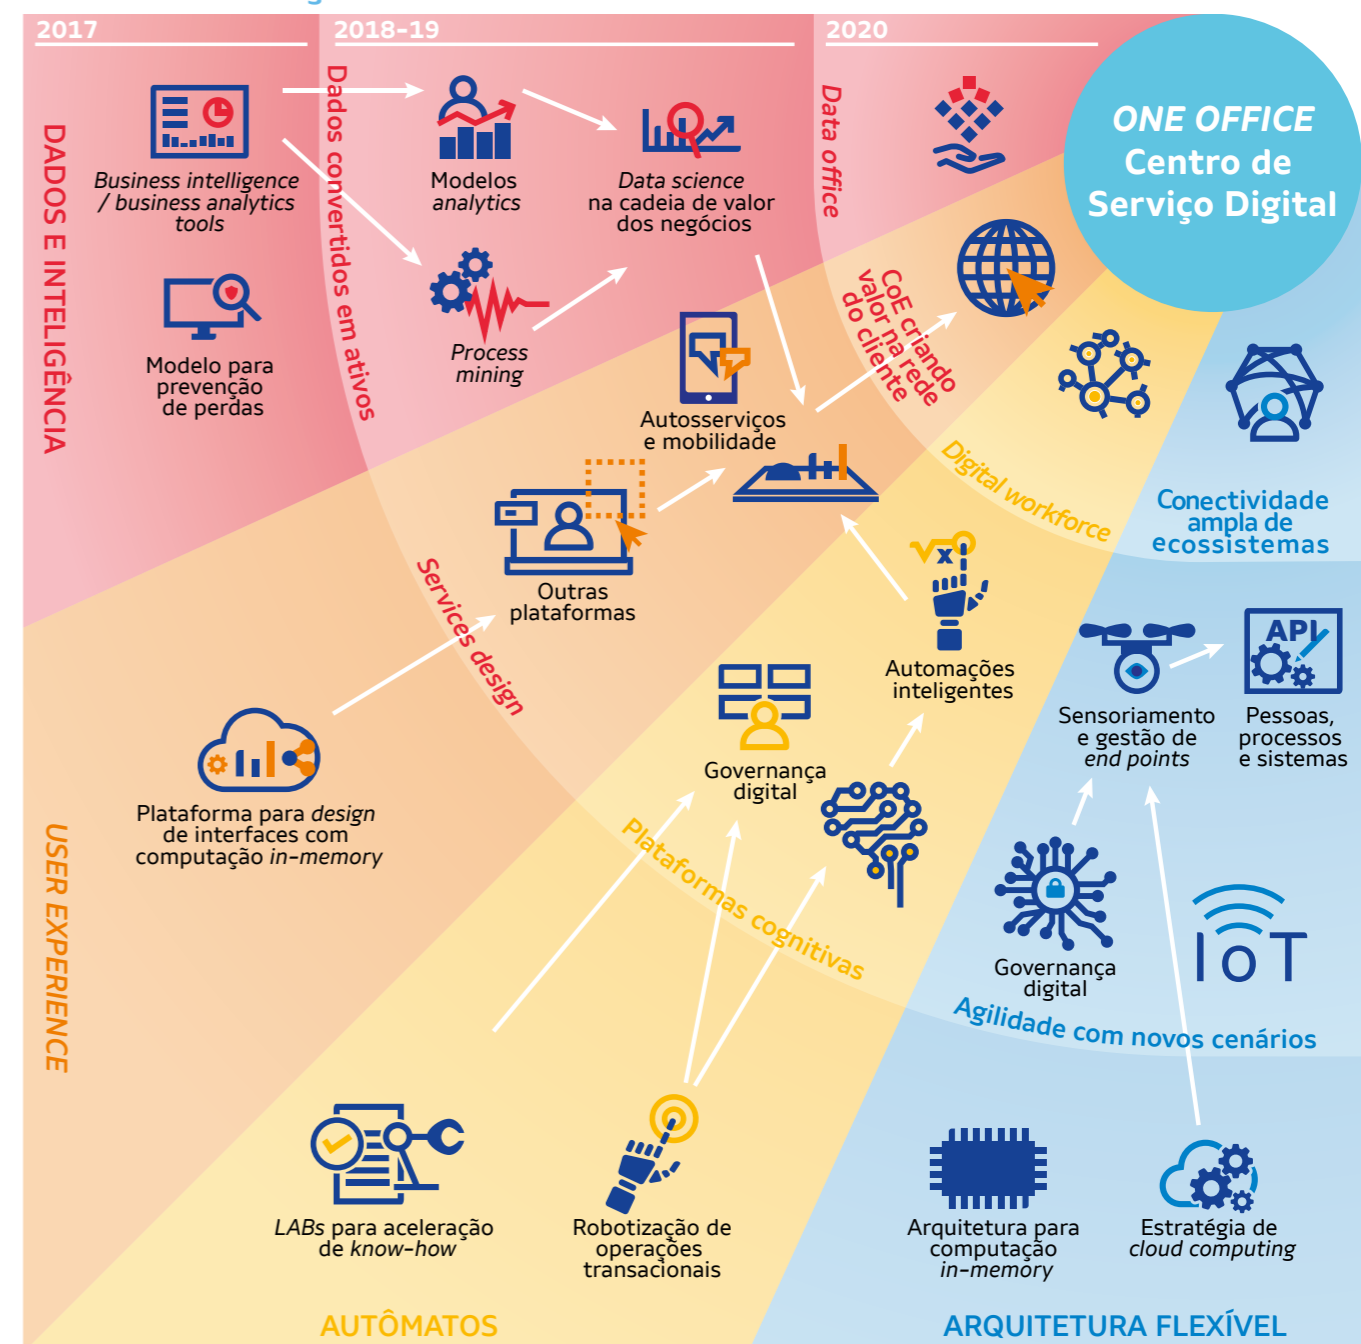 2017
2018-19
2020
ONE OFFICE
Centro de
Serviço Digital
DADOS E INTELIGÊNCIA
Business intelligence
/ business analytics
tools
Modelo para
prevenção
de perdas
Dados convertidos em ativos
Modelos
analytics
Data science
na cadeia de valor
dos negócios
Process
mining
Data office
CoE criando
valor na rede
do cliente
USER EXPERIENCE
Plataforma para design
de interfaces com
computação in-memory
Services design
Outras
plataformas
Autosserviços
e mobilidade
Digital workforce
AUTÔMATOS
LABs para aceleração
de know-how
Robotização de
operações
transacionais
Plataformas cognitivas
Governança
digital
√x
Automações
inteligentes
Conectividade
ampla de
ecossistemas
API
Sensoriamento
e gestão de
end points
Pessoas,
processos
e sistemas
Governança
digital
IoT
Agilidade com novos cenários
Arquitetura para
computação
in-memory
Estratégia de
cloud computing
ARQUITETURA FLEXÍVEL